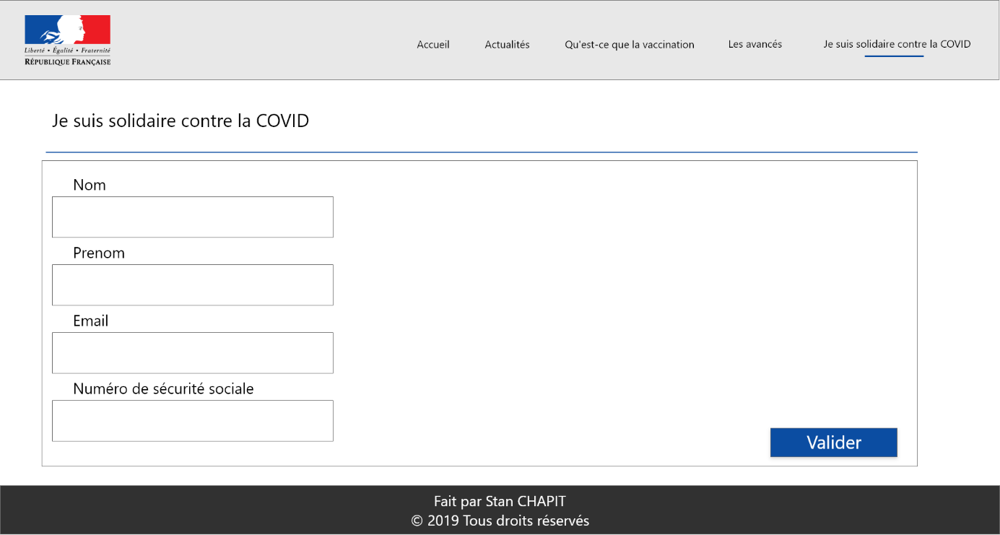 Liberté • Égalité • Fraternité
RÉPUBLIQUE FRANÇAISE
Accueil Actualités Qu'est-ce que la vaccination Les avancés Je suis solidaire contre la COVID
Je suis solidaire contre la COVID
Nom
Prenom
Email
Numéro de sécurité sociale
Valider
Fait par Stan CHAPIT
© 2019 Tous droits réservés